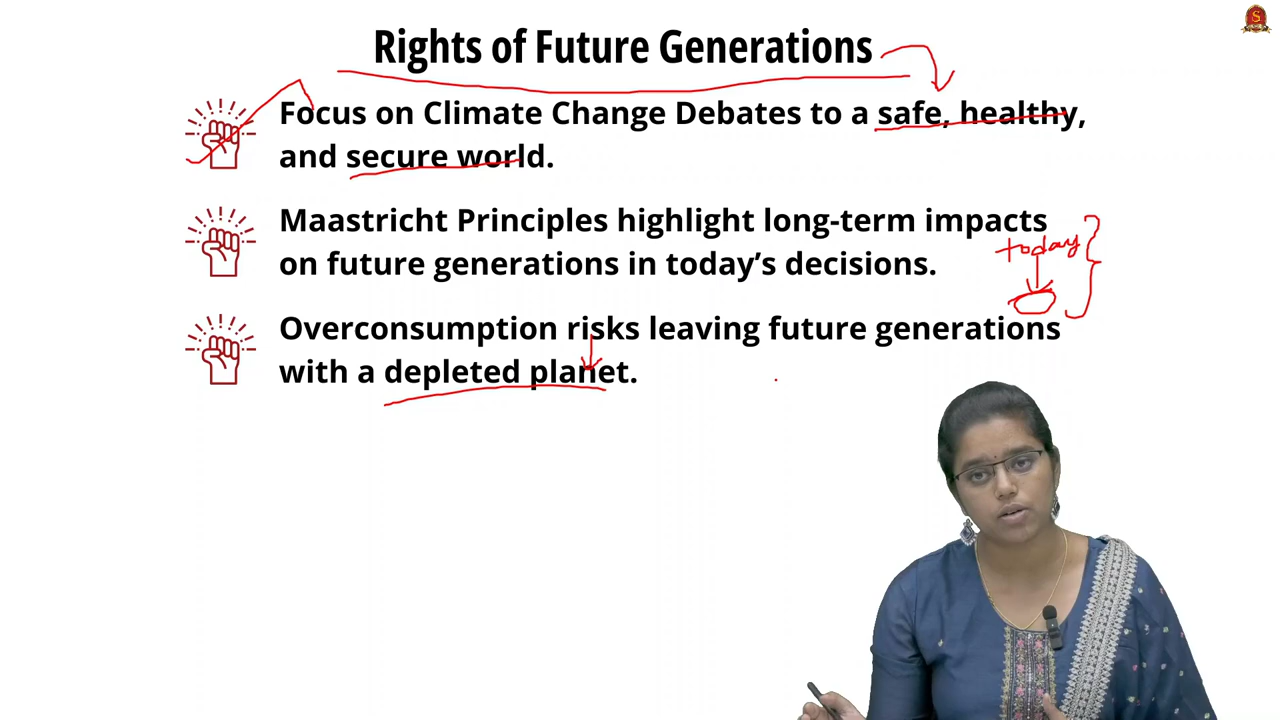 Rights of Future Generations
Focus on Climate Change Debates to a safe, healthy,
and secure world.
Maastricht Principles highlight long-term impacts
today
on future generations in today's decisions.
Overconsumption risks leaving future generations
with a depleted planet.